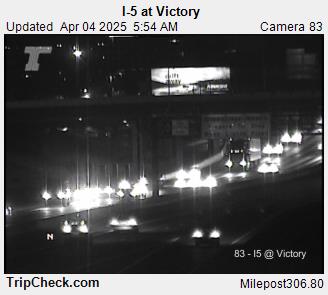 I-5 at Victory
Updated Apr 04 2025 5:54 AM Camera 83
T
N
83 - I5 @ Victory
TripCheck.com Milepost306.80